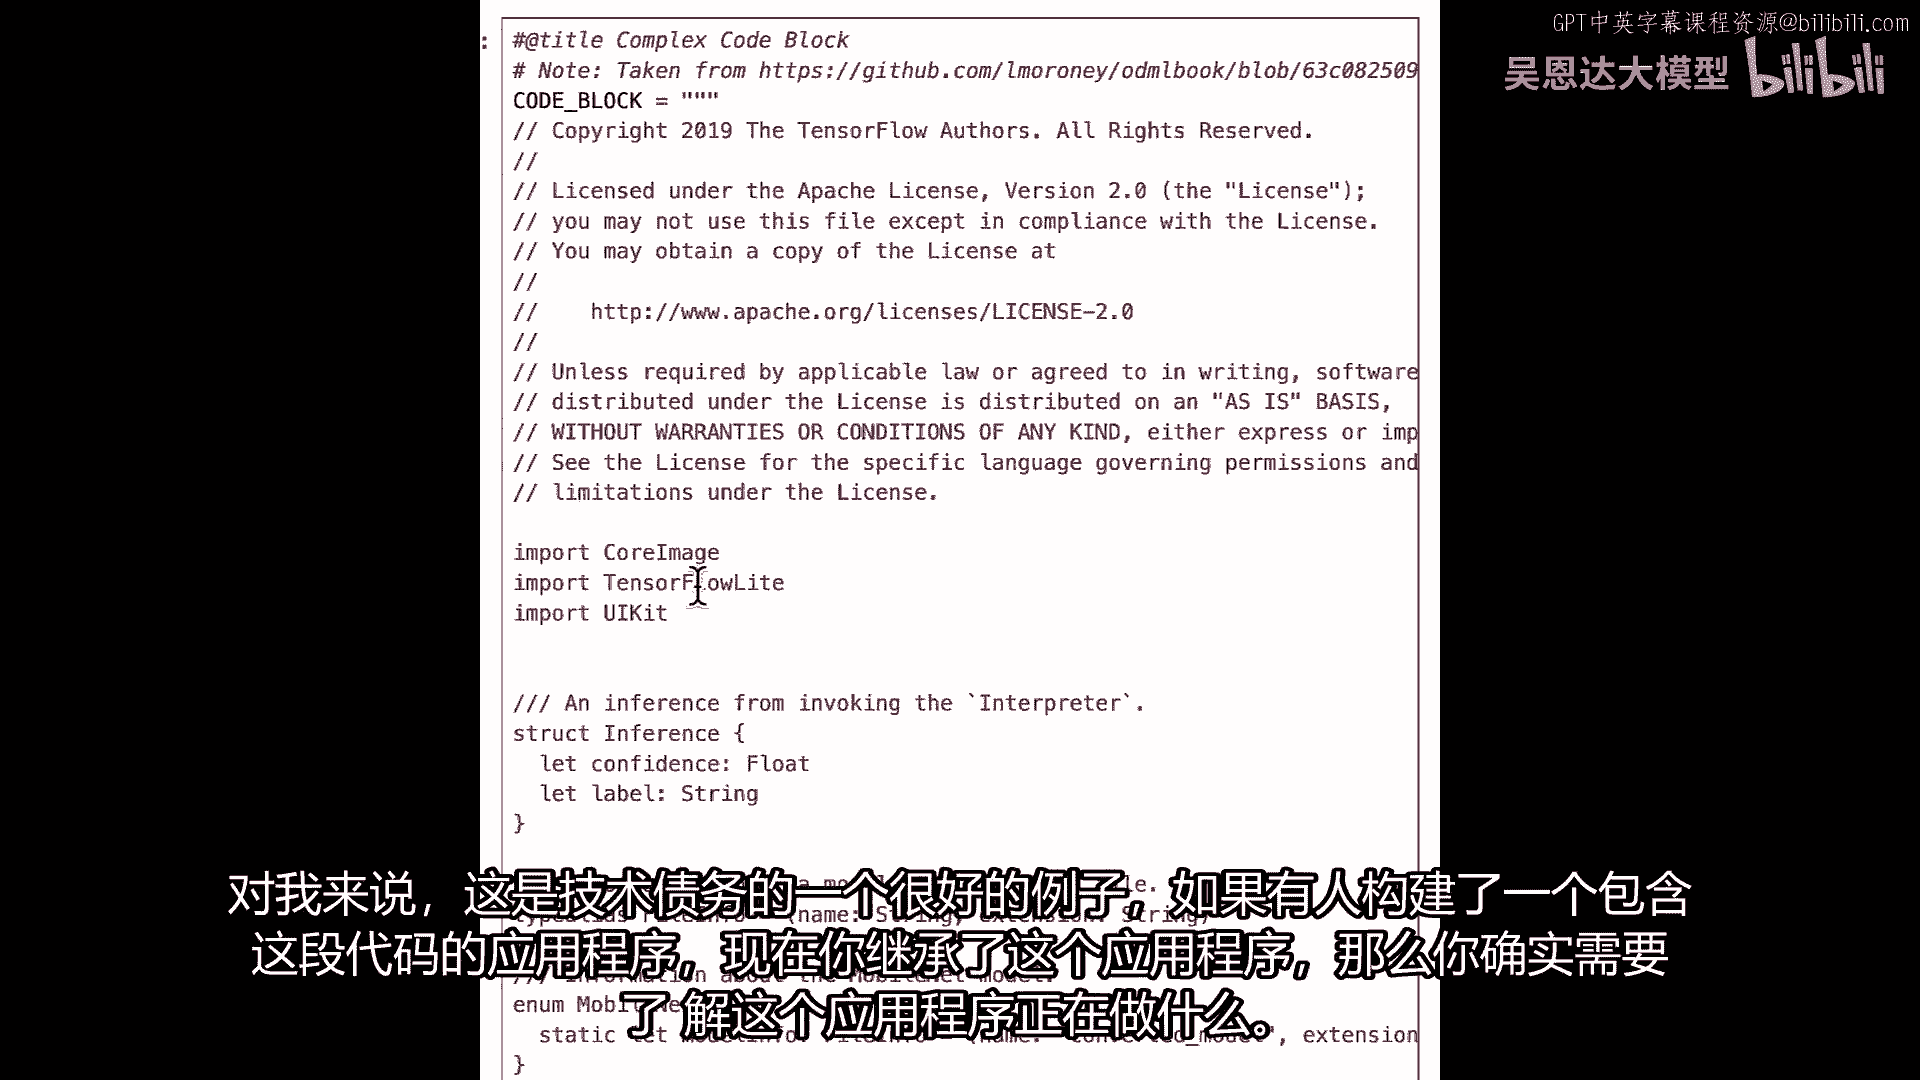 GPT中英字幕课程资源@bilibili.com
吴恩达大模型 bilibili
: #@title Complex Code Block
# Note: Taken from https://github.com/lmoroney/odmlbook/blob/63c082509
CODE_BLOCK = """
// Copyright 2019 The TensorFlow Authors. All Rights Reserved.
//
// Licensed under the Apache License, Version 2.0 (the "License");
// you may not use this file except in compliance with the License.
// You may obtain a copy of the License at
//
//    http://www.apache.org/licenses/LICENSE-2.0
//
// Unless required by applicable law or agreed to in writing, software
// distributed under the License is distributed on an "AS IS" BASIS,
// WITHOUT WARRANTIES OR CONDITIONS OF ANY KIND, either express or imp
// See the License for the specific language governing permissions and
// limitations under the License.
import CoreImage
import TensorFlowLite
import UIKit
/// An inference from invoking the `Interpreter`.
struct Inference {
  let confidence: Float
  let label: String
}
(name: String, String)
information about the MobileNet model.
enum
  static let extension
}
对我来说，这是技术债务的一个很好的例子，如果有人构建了一个包含
这段代码的应用程序，现在你继承了这个应用程序，那么你确实需要
了解这个应用程序正在做什么。